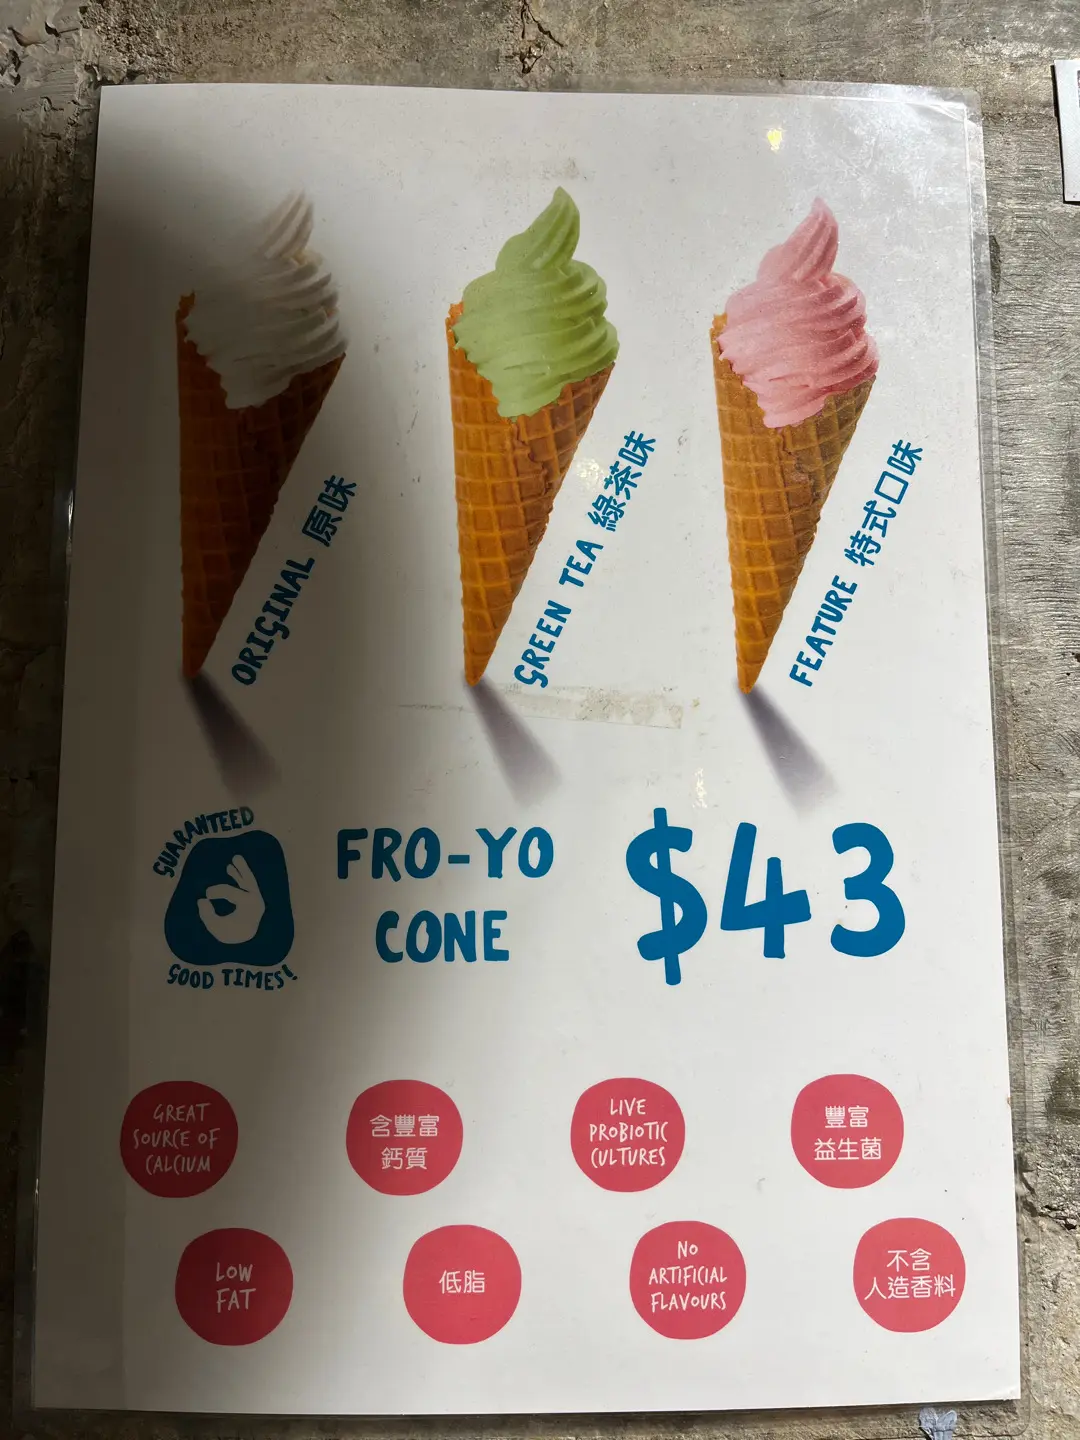 ORIGINAL 原味
GREEN TEA 綠茶味
FEATURE 特式口味
GUARANTEED
GOOD TIMES!
FRO-YO
CONE
$43
GREAT
SOURCE OF
CALCIUM
含豐富
鈣質
LIVE
PROBIOTIC
CULTURES
豐富
益生菌
LOW
FAT
低脂
NO
ARTIFICIAL
FLAVOURS
不含
人造香料